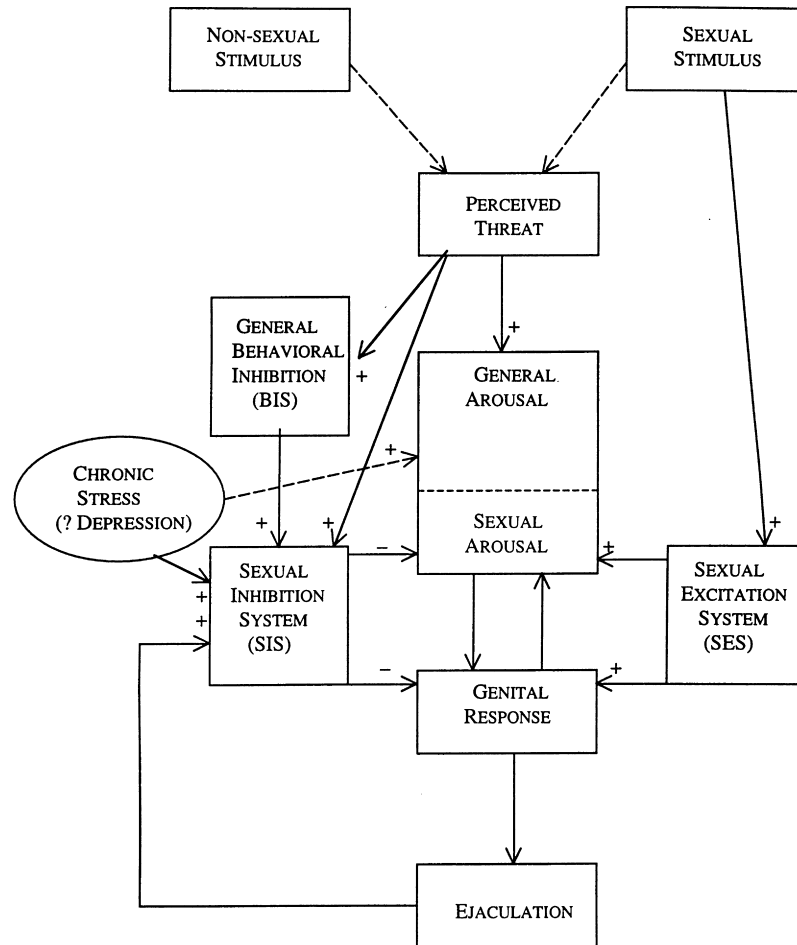 NON-SEXUAL
STIMULUS
SEXUAL
STIMULUS
PERCEIVED
THREAT
+
GENERAL
BEHAVIORAL
INHIBITION
(BIS)
+
GENERAL
AROUSAL
+
CHRONIC
STRESS
(? DEPRESSION)
+
+
SEXUAL
AROUSAL
+
–
+
SEXUAL
INHIBITION
SYSTEM
(SIS)
+
+
SEXUAL
EXCITATION
SYSTEM
(SES)
–
+
GENITAL
RESPONSE
EJACULATION